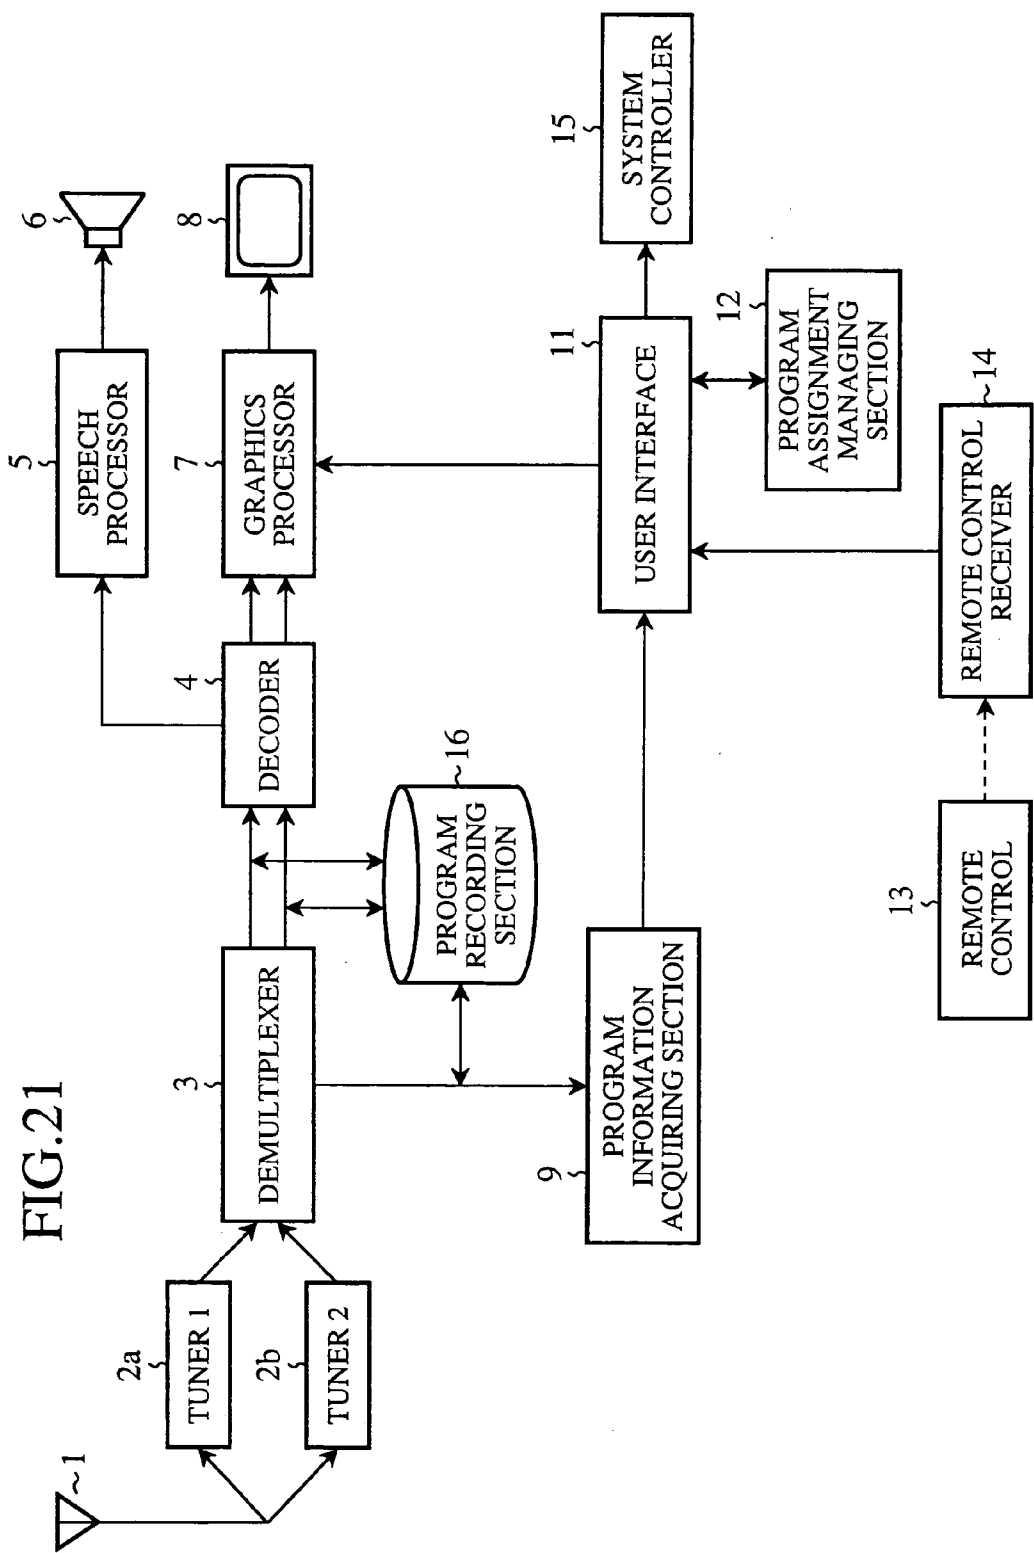 FIG.21
1
2a
TUNER 1
2b
TUNER 2
3
DEMULTIPLEXER
4
DECODER
5
SPEECH
PROCESSOR
6
7
GRAPHICS
PROCESSOR
8
16
PROGRAM
RECORDING
SECTION
9
PROGRAM
INFORMATION
ACQUIRING SECTION
11
USER INTERFACE
15
SYSTEM
CONTROLLER
12
PROGRAM
ASSIGNMENT
MANAGING
SECTION
13
REMOTE
CONTROL
14
REMOTE CONTROL
RECEIVER